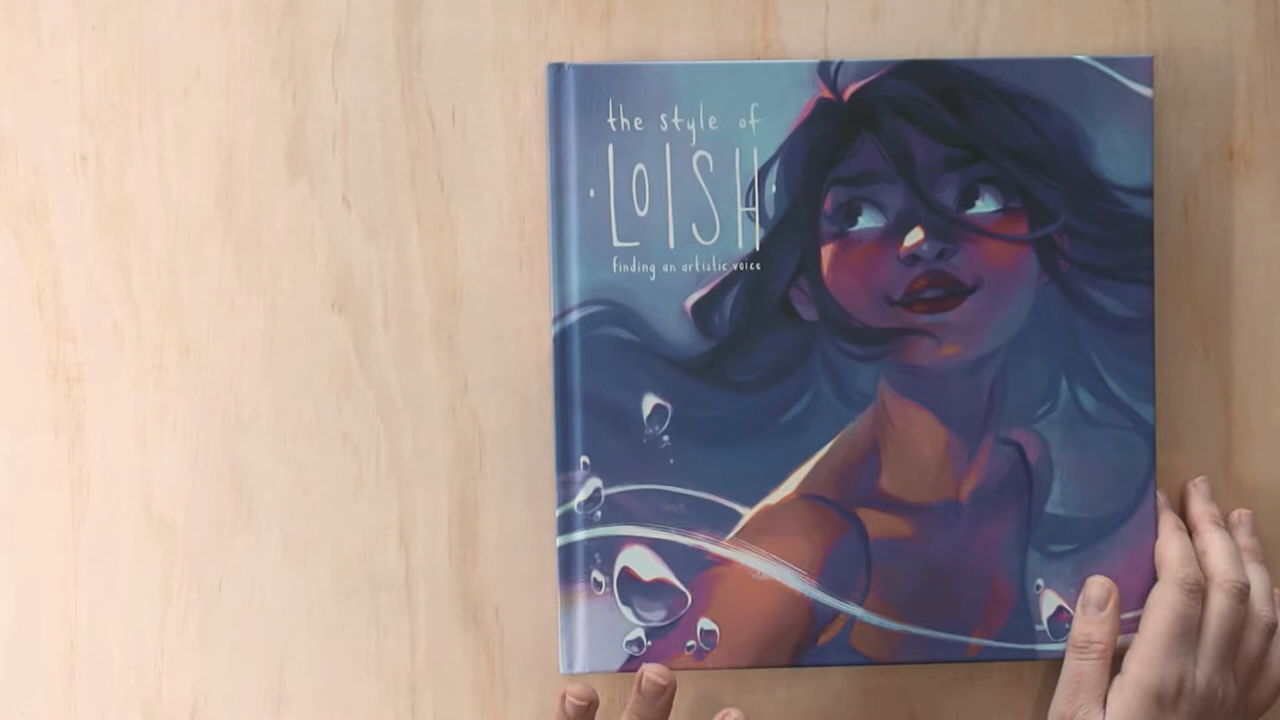 the style of
· LOISH ·
finding an artistic voice